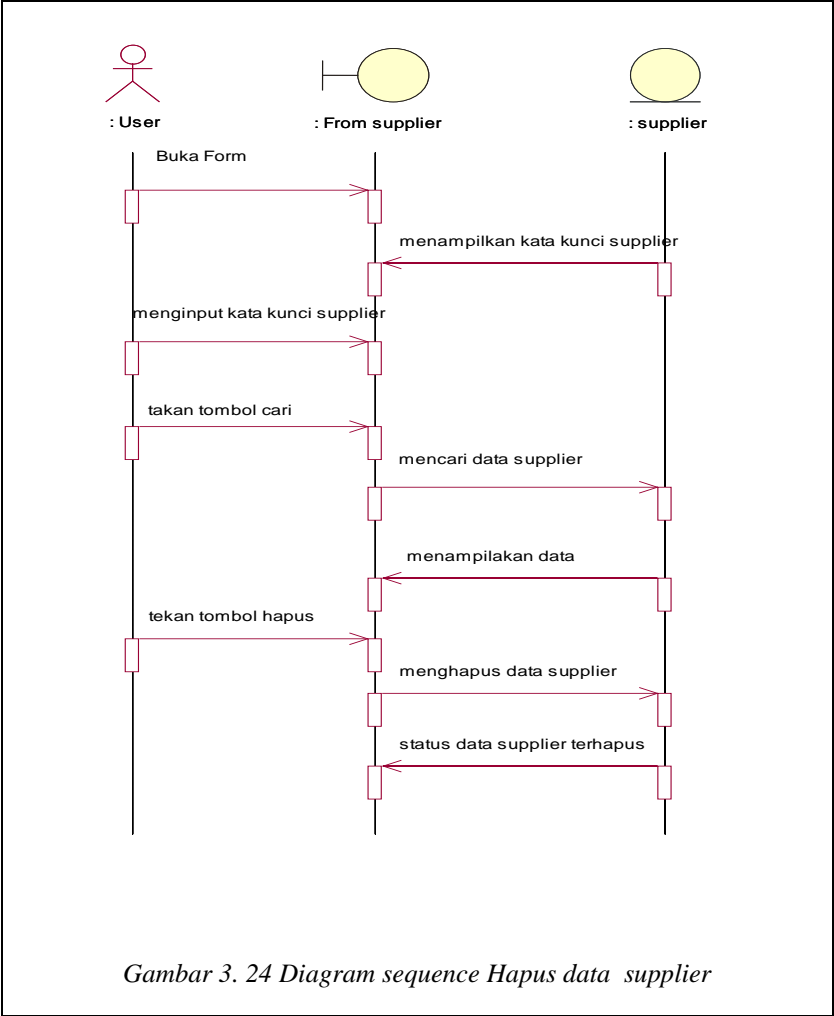 : User
: From supplier
: supplier
Buka Form
menampilkan kata kunci supplier
menginput kata kunci supplier
takan tombol cari
mencari data supplier
menampilakan data
tekan tombol hapus
menghapus data supplier
status data supplier terhapus
Gambar 3. 24 Diagram sequence Hapus data supplier